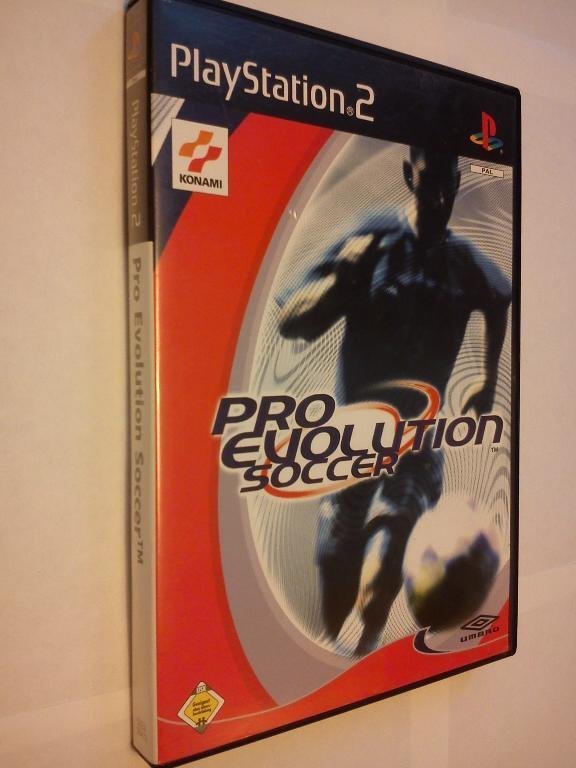 PlayStation®2
KONAMI
PAL
PRO
EVOLUTION
SOCCER
TM
UMBRO
PlayStation 2
Pro Evolution Soccer™